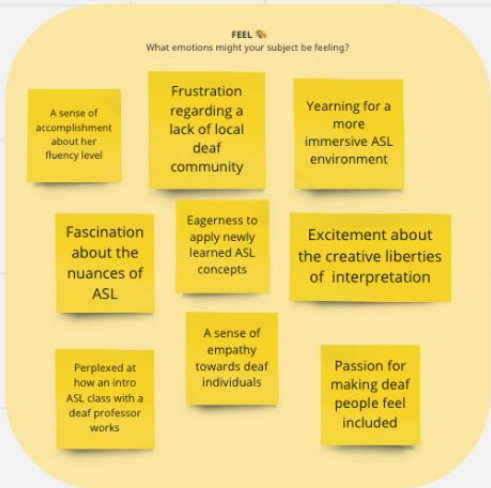 FEEL 🎨
What emotions might your subject be feeling?
A sense of
accomplishment
about her
fluency level
Frustration
regarding a
lack of local
deaf
community
Yearning for a
more
immersive ASL
environment
Fascination
about the
nuances of
ASL
Eagerness to
apply newly
learned ASL
concepts
Excitement about
the creative liberties
of interpretation
Perplexed at
how an intro
ASL class with a
deaf professor
works
A sense of
empathy
towards deaf
individuals
Passion for
making deaf
people feel
included